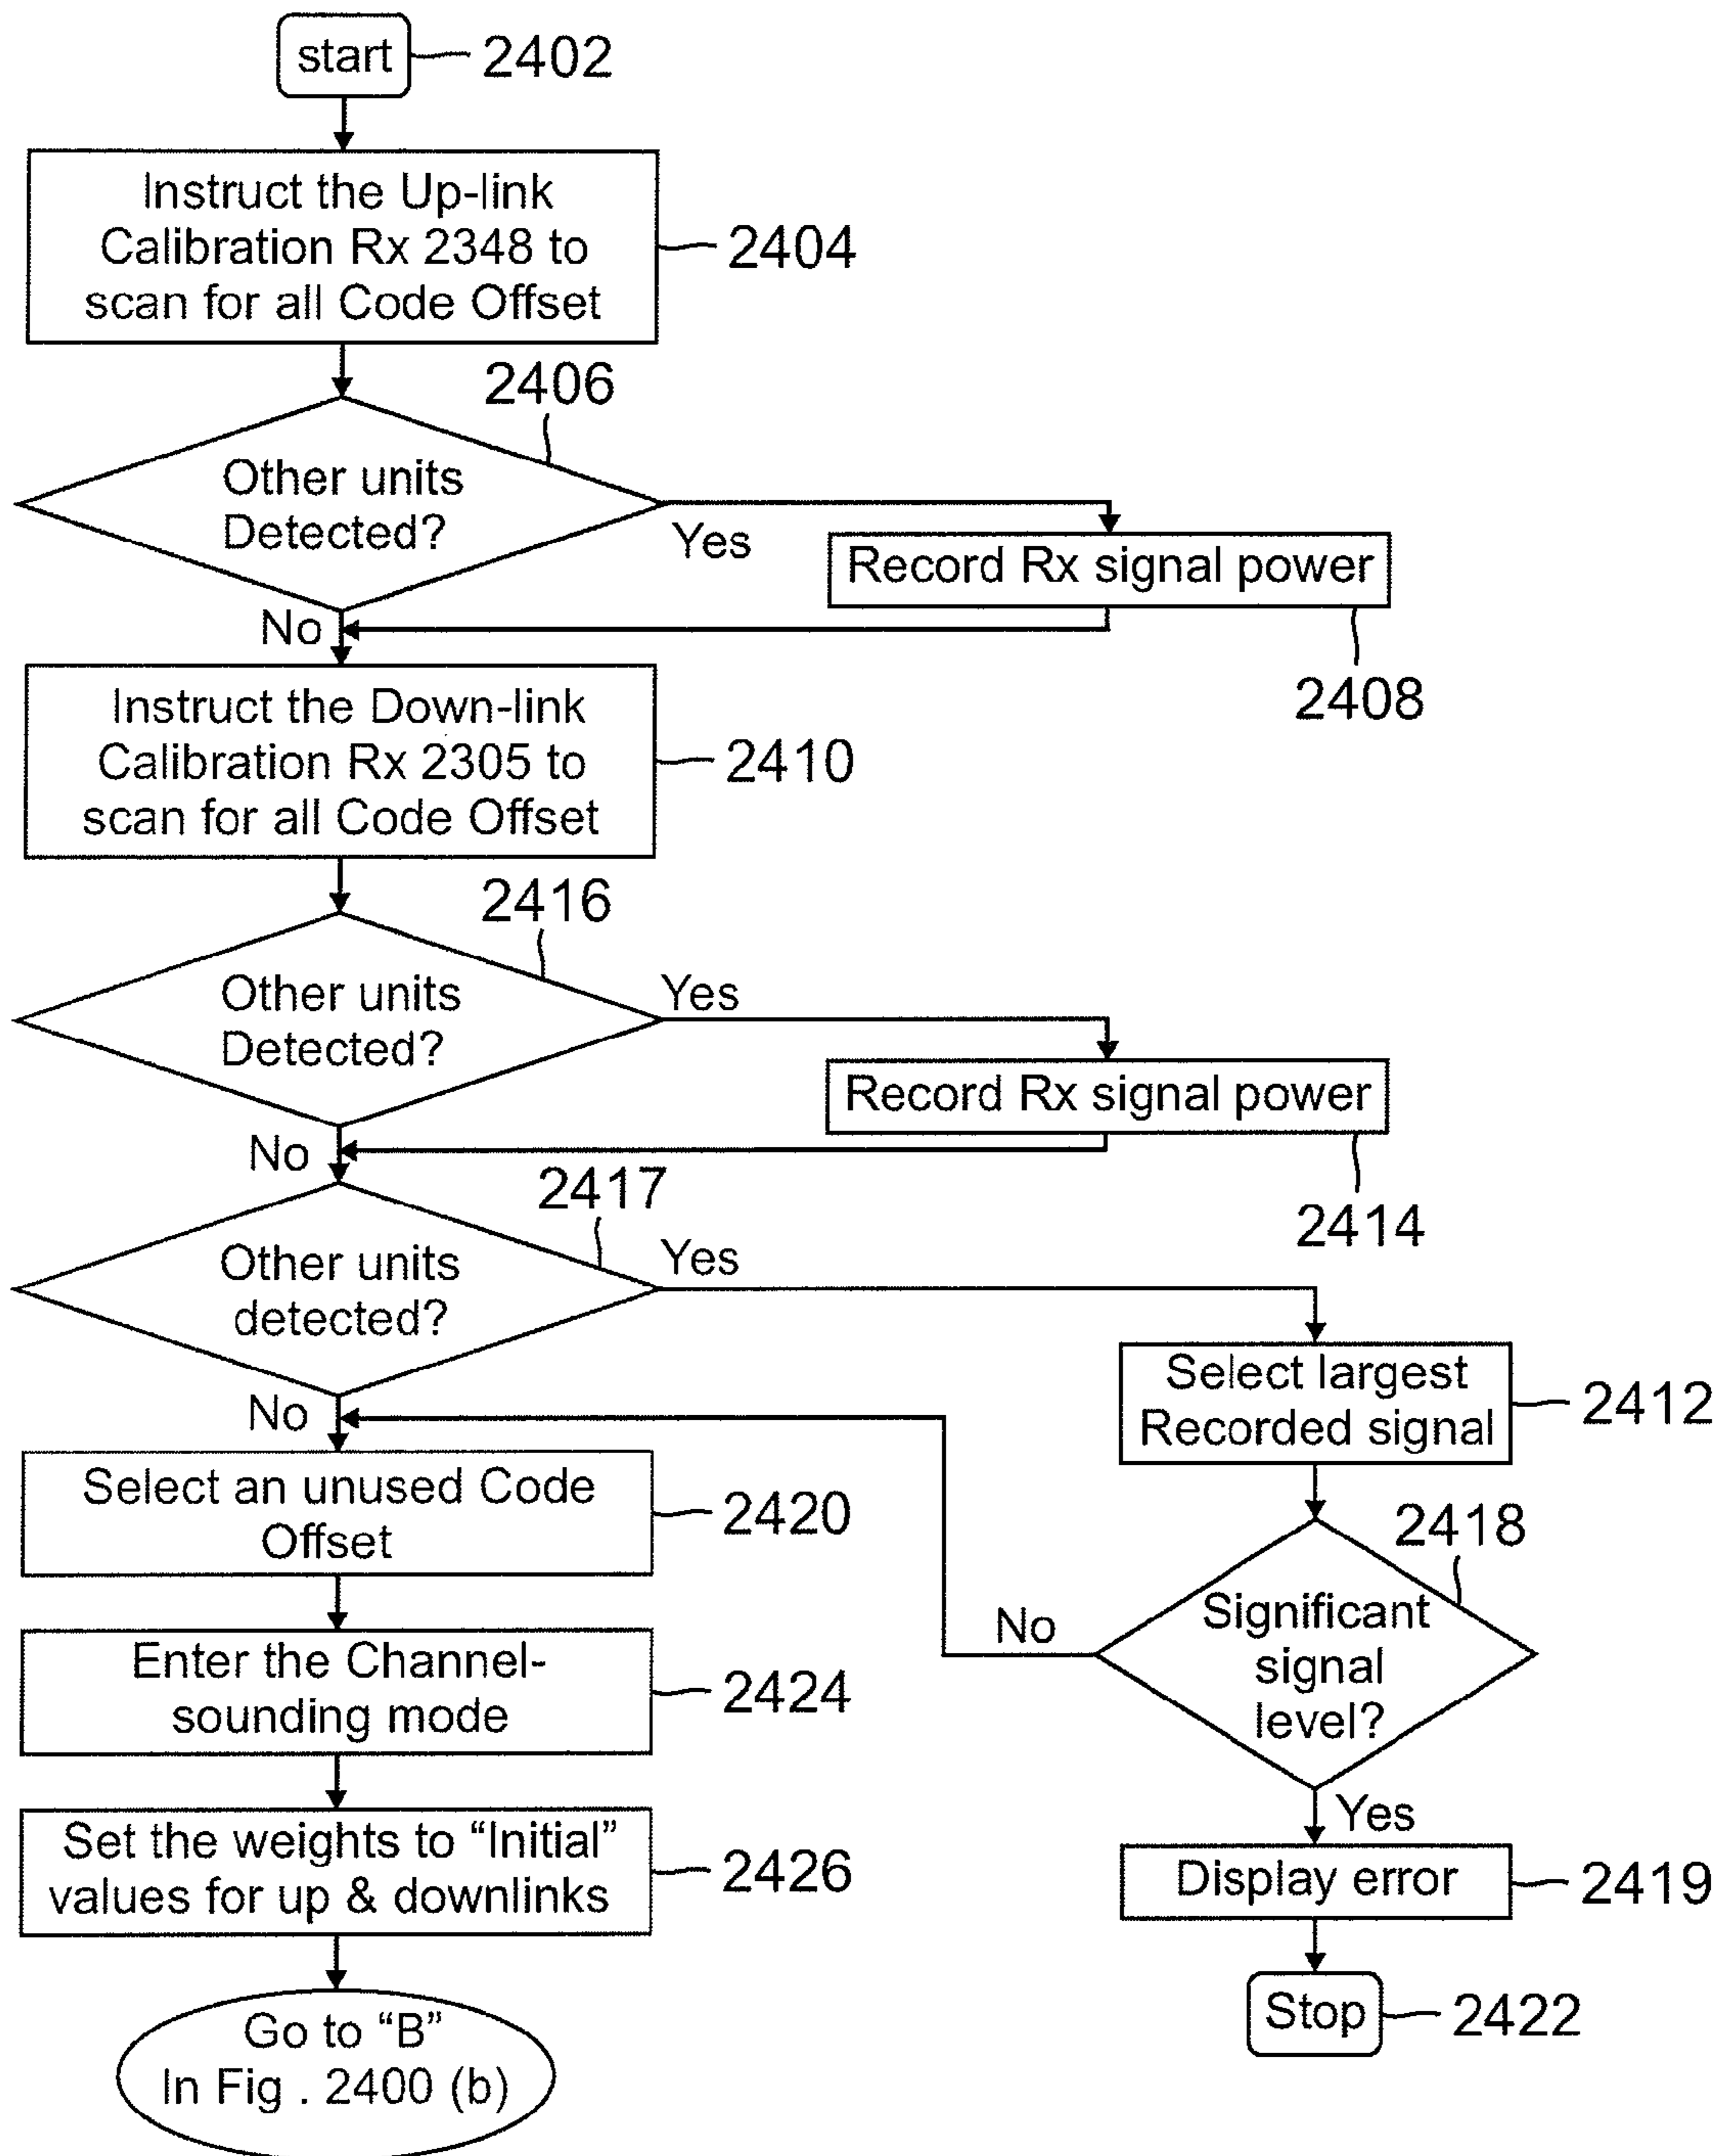 start
2402
Instruct the Up-link
Calibration Rx 2348 to
scan for all Code Offset
2404
2406
Other units
Detected?
Yes
Record Rx signal power
2408
No
Instruct the Down-link
Calibration Rx 2305 to
scan for all Code Offset
2410
2416
Other units
Detected?
Yes
Record Rx signal power
2414
No
2417
Other units
detected?
Yes
Select largest
Recorded signal
2412
No
Select an unused Code
Offset
2420
2418
Significant
signal
level?
No
Enter the Channel-
sounding mode
2424
Yes
Set the weights to “Initial”
values for up & downlinks
2426
Display error
2419
Go to “B”
In Fig . 2400 (b)
Stop
2422